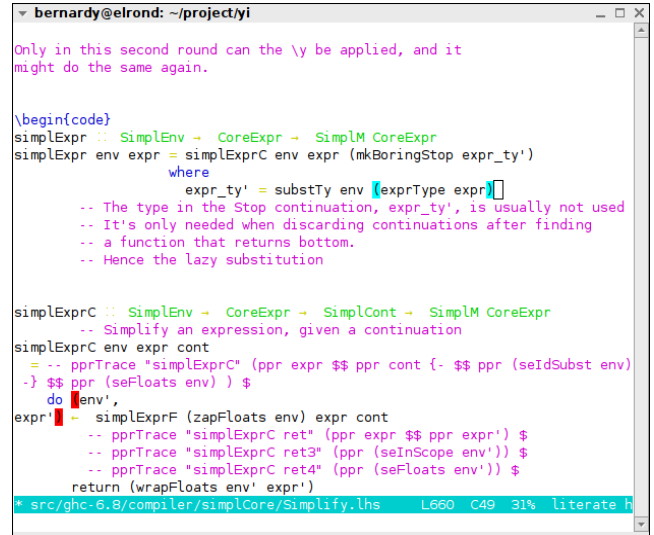 bernardy@elrond: ~/project/yi
Only in this second round can the \y be applied, and it
might do the same again.
\begin{code}
simplExpr ∷ SimplEnv → CoreExpr → SimplM CoreExpr
simplExpr env expr = simplExprC env expr (mkBoringStop expr_ty')
where
expr_ty' = substTy env (exprType expr)
-- The type in the Stop continuation, expr_ty', is usually not used
-- It's only needed when discarding continuations after finding
-- a function that returns bottom.
-- Hence the lazy substitution
simplExprC ∷ SimplEnv → CoreExpr → SimplCont → SimplM CoreExpr
-- Simplify an expression, given a continuation
simplExprC env expr cont
= -- pprTrace "simplExprC" (ppr expr $$ ppr cont {- $$ ppr (seIdSubst env)
-} $$ ppr (seFloats env) ) $
do (env',
expr') ← simplExprF (zapFloats env) expr cont
-- pprTrace "simplExprC ret" (ppr expr $$ ppr expr') $
-- pprTrace "simplExprC ret3" (ppr (seInScope env')) $
-- pprTrace "simplExprC ret4" (ppr (seFloats env')) $
return (wrapFloats env' expr')
* src/ghc-6.8/compiler/simplCore/Simplify.lhs L660 C49 31% literate h